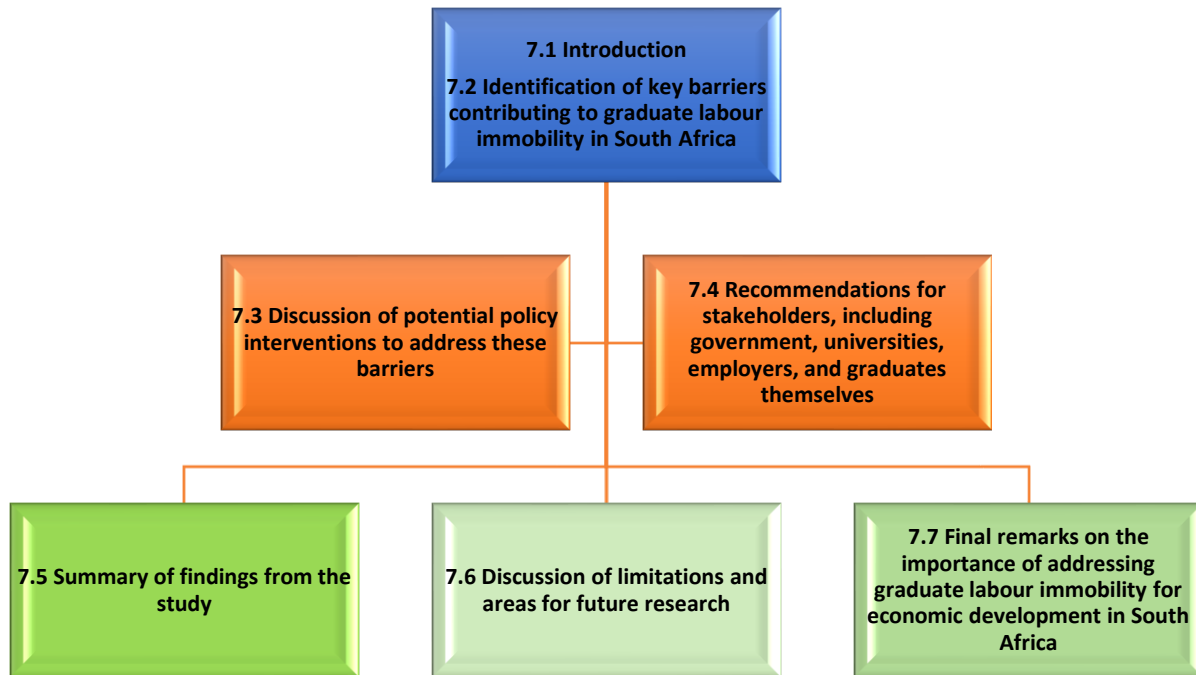 7.1 Introduction
7.2 Identification of key barriers
contributing to graduate labour
immobility in South Africa
7.3 Discussion of potential policy
interventions to address these
barriers
7.4 Recommendations for
stakeholders, including
government, universities,
employers, and graduates
themselves
7.5 Summary of findings from the
study
7.6 Discussion of limitations and
areas for future research
7.7 Final remarks on the
importance of addressing
graduate labour immobility for
economic development in South
Africa